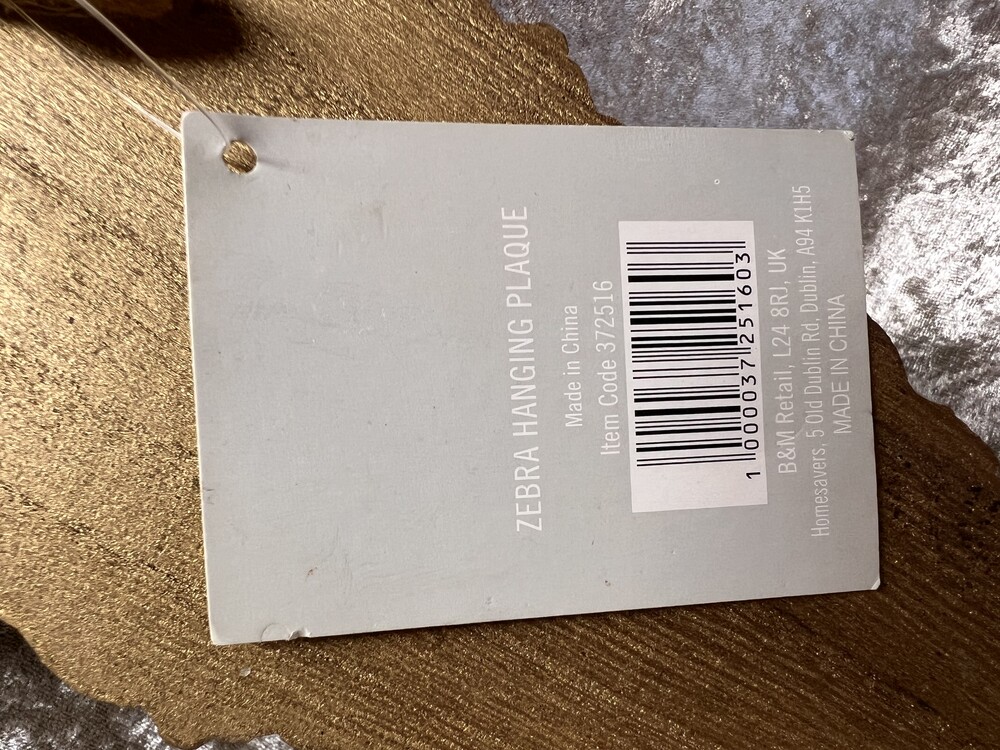 ZEBRA HANGING PLAQUE
Made in China
Item Code 372516
1 000037 251603
B&M Retail, L24 8RJ, UK
Homesavers, 5 Old Dublin Rd, Dublin, A94 K1H5
MADE IN CHINA